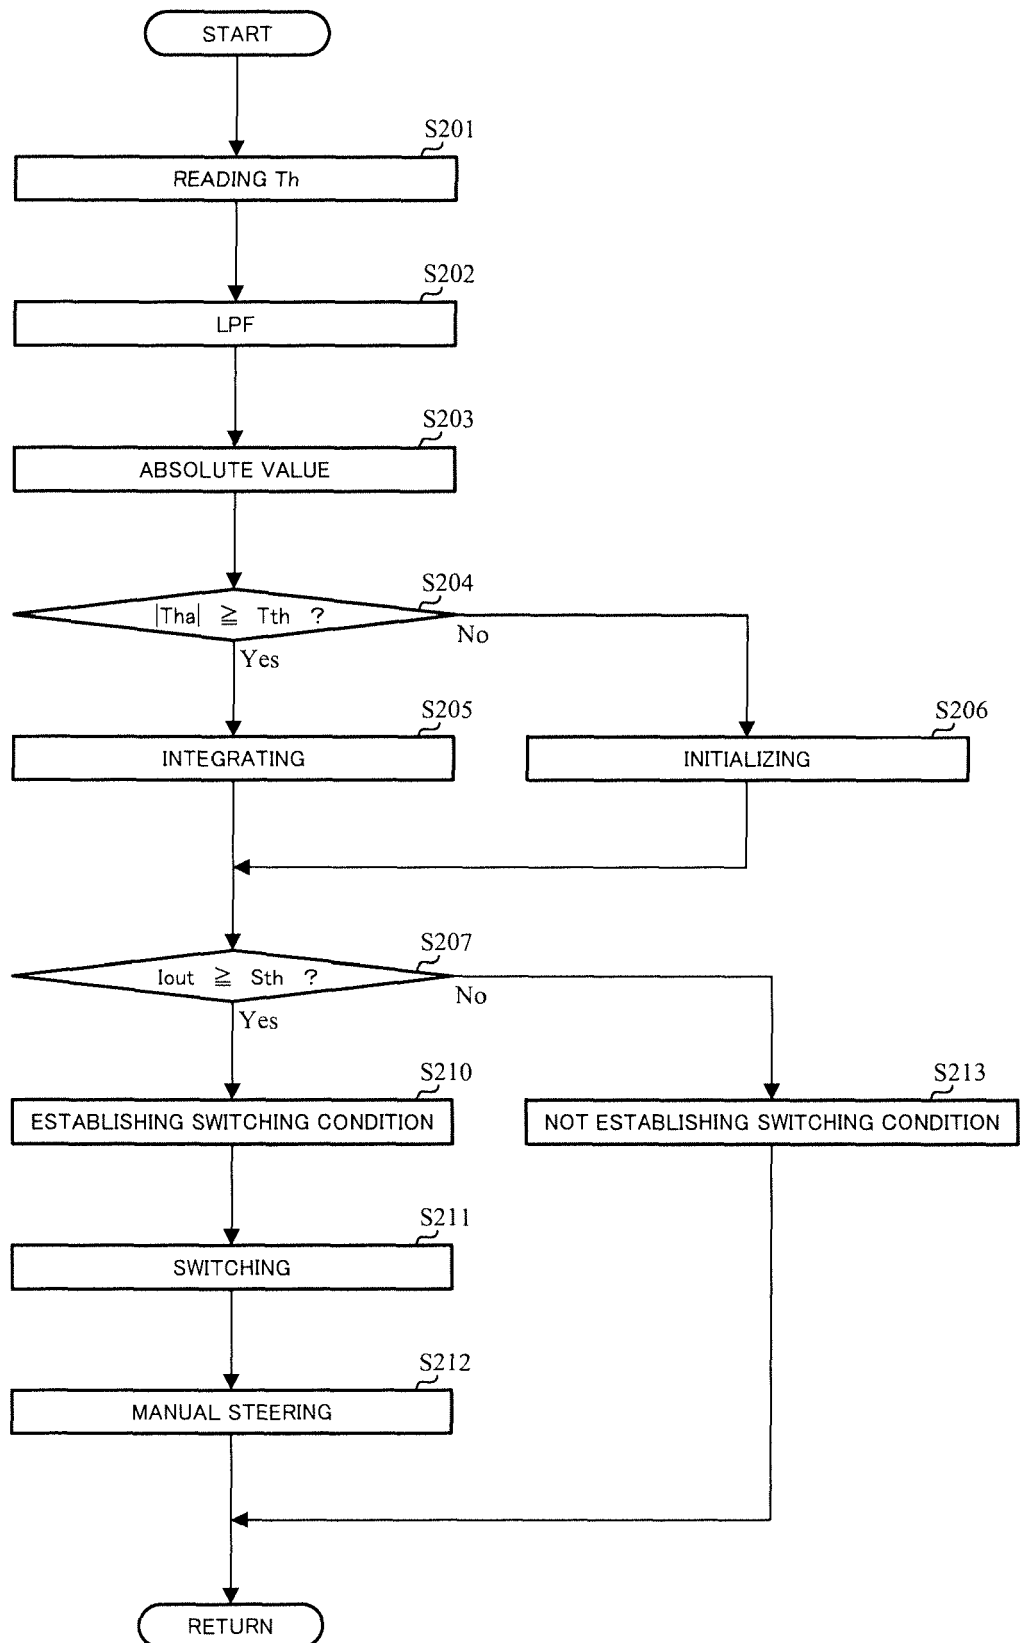 START
S201
READING Th
S202
LPF
S203
ABSOLUTE VALUE
S204
|Tha| ≧ Tth ?
No
Yes
S205
INTEGRATING
S206
INITIALIZING
S207
Iout ≧ Sth ?
No
Yes
S210
ESTABLISHING SWITCHING CONDITION
S213
NOT ESTABLISHING SWITCHING CONDITION
S211
SWITCHING
S212
MANUAL STEERING
RETURN